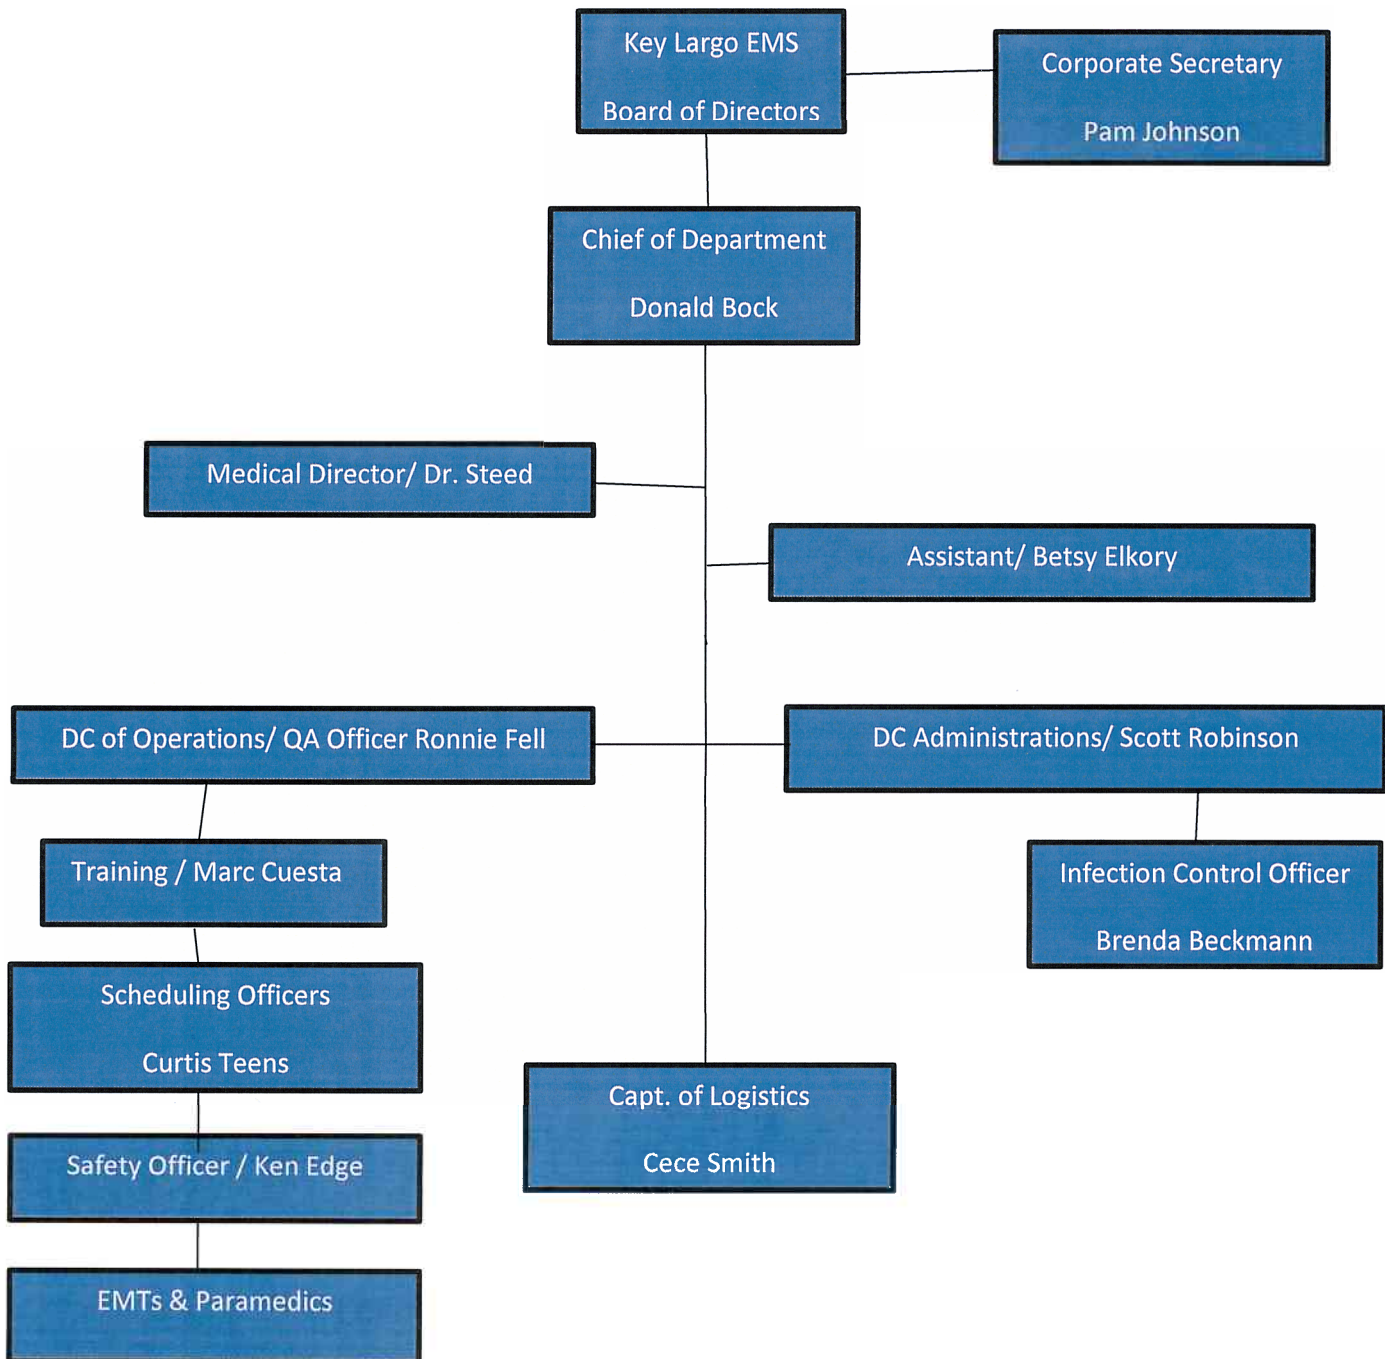 Key Largo EMS
Board of Directors
Corporate Secretary
Pam Johnson
Chief of Department
Donald Bock
Medical Director/ Dr. Steed
Assistant/ Betsy Elkory
DC of Operations/ QA Officer Ronnie Fell
DC Administrations/ Scott Robinson
Training / Marc Cuesta
Infection Control Officer
Brenda Beckmann
Scheduling Officers
Curtis Teens
Capt. of Logistics
Cece Smith
Safety Officer / Ken Edge
EMTs & Paramedics